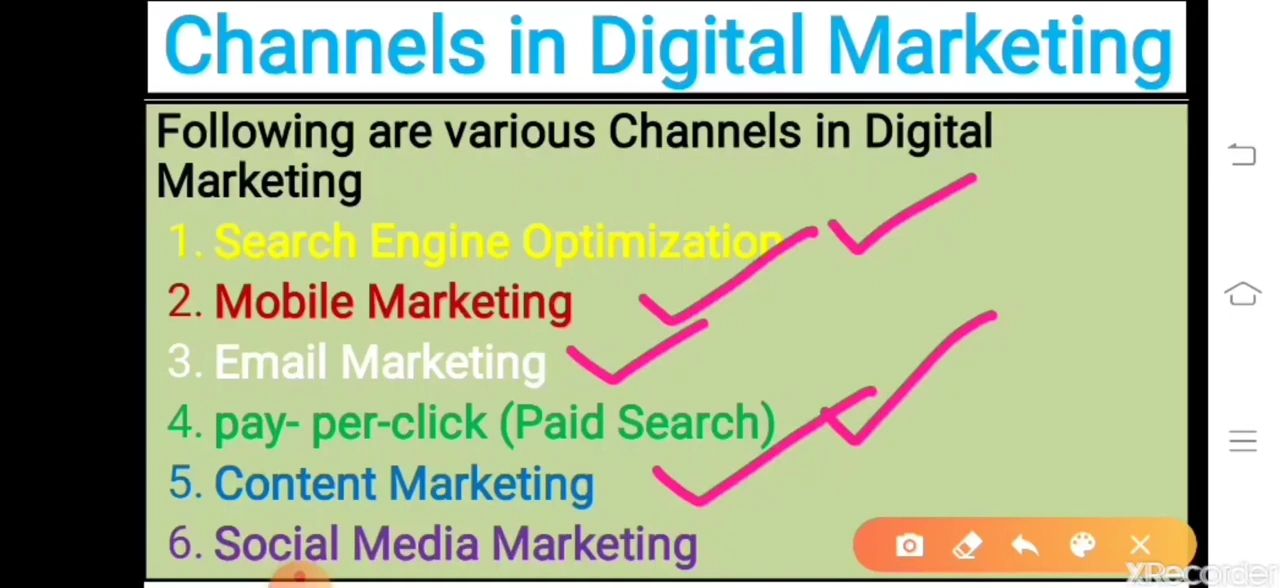 Channels in Digital Marketing
Following are various Channels in Digital
Marketing
1. Search Engine Optimization
2. Mobile Marketing
3. Email Marketing
4. pay- per-click (Paid Search)
5. Content Marketing
6. Social Media Marketing
XRecorder